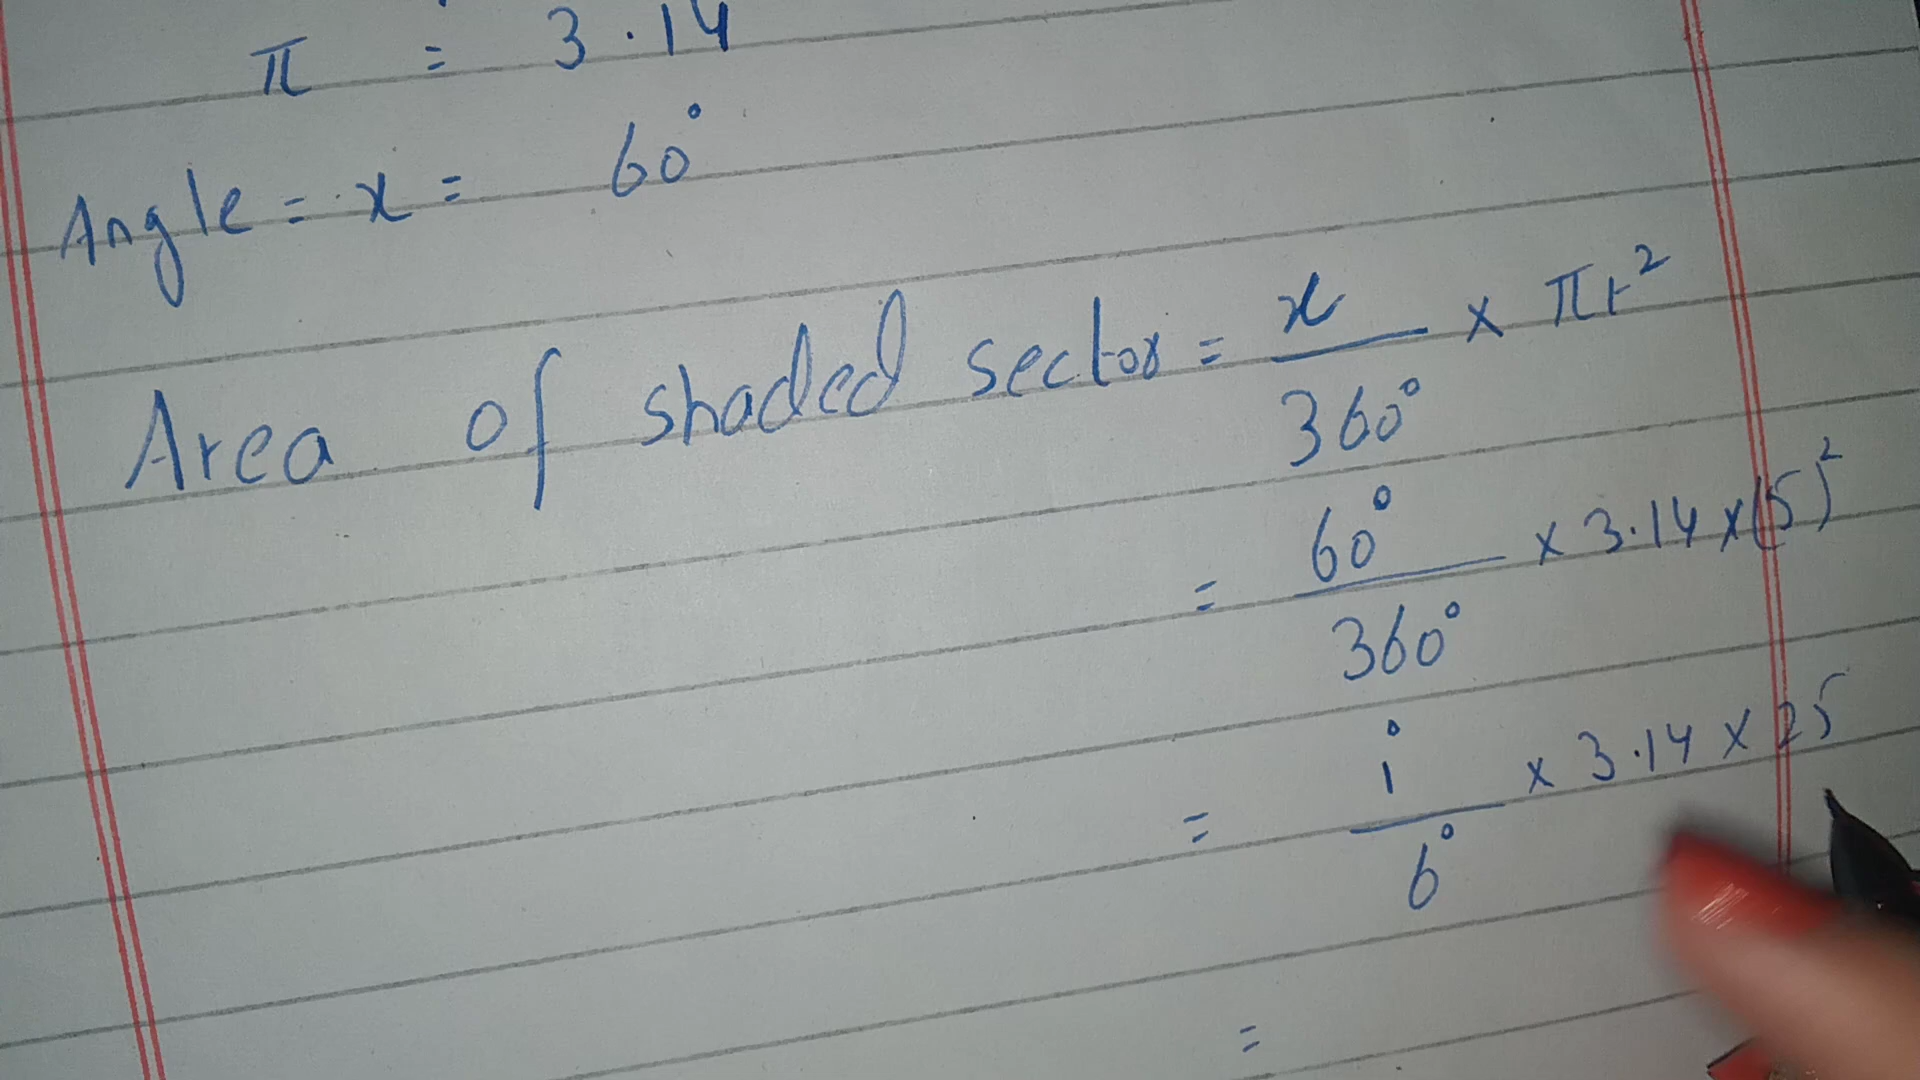 π = 3.14
Angle = x = 60°
Area of shaded sector = x/360° × πr²
= 60°/360° × 3.14 × (5)²
= 1°/6° × 3.14 × 25
=